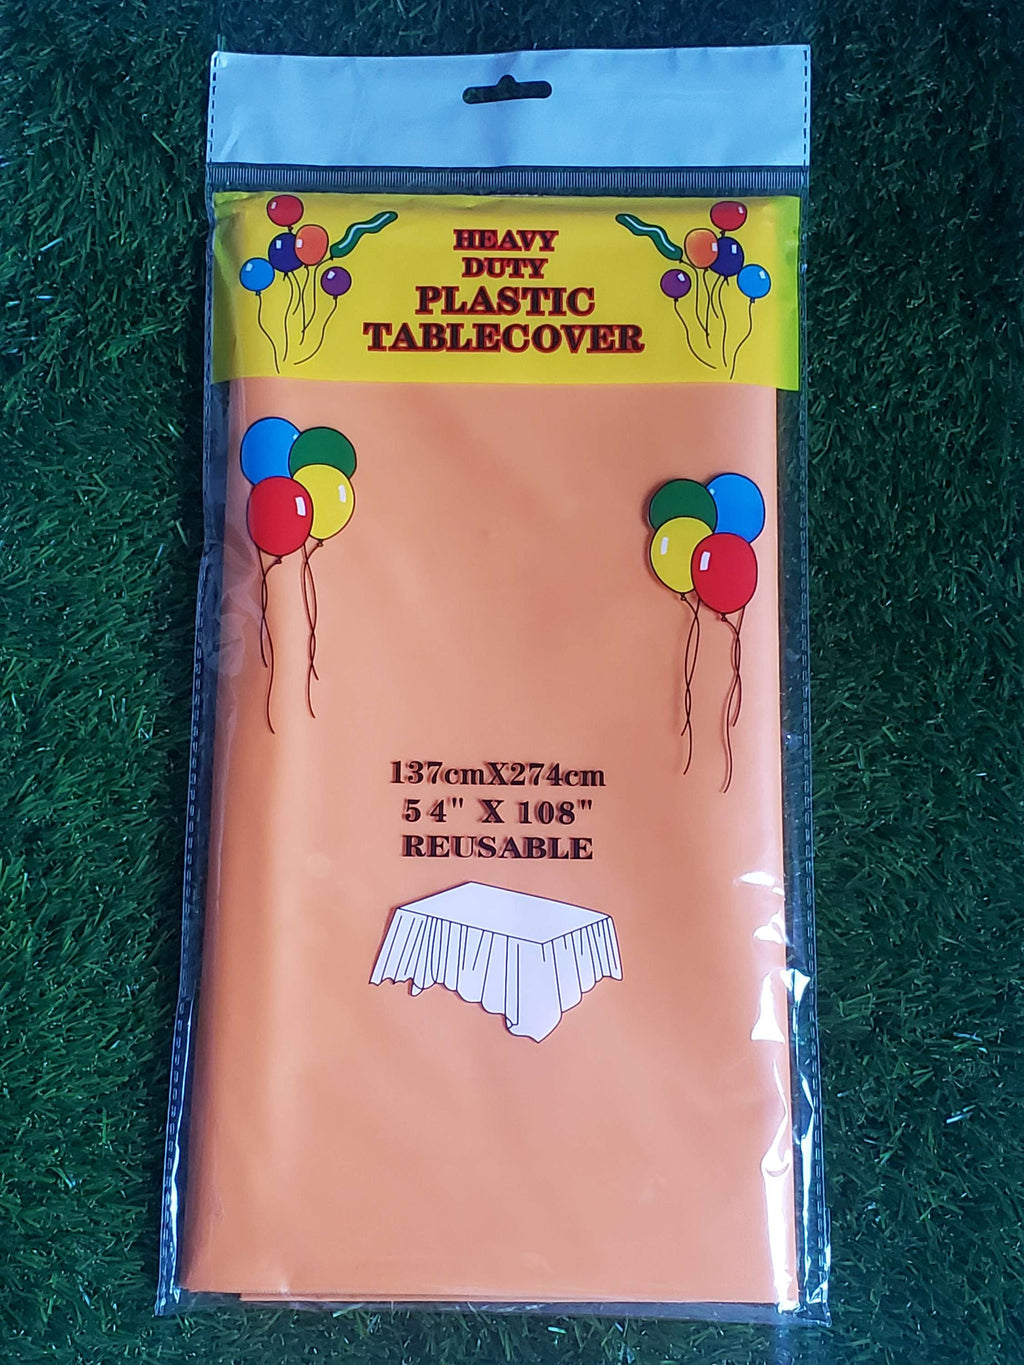 HEAVY
DUTY
PLASTIC
TABLECOVER
137cmX274cm
54" X 108"
REUSABLE